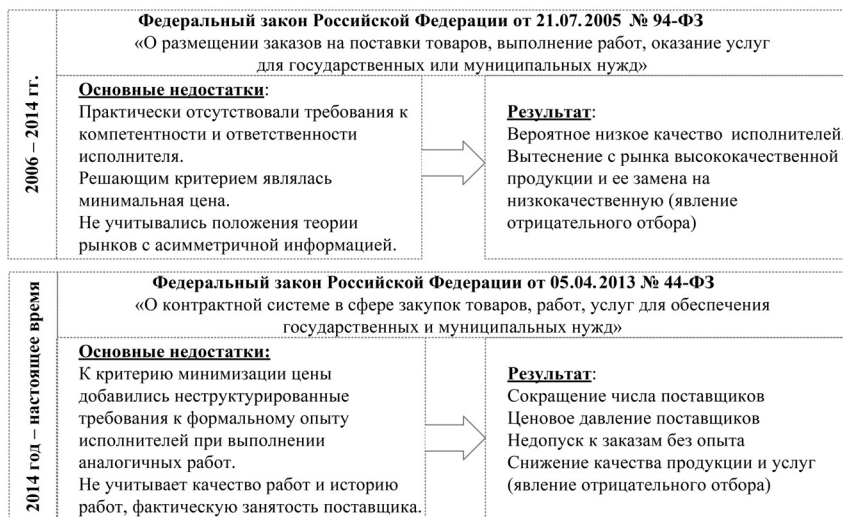 Федеральный закон Российской Федерации от 21.07.2005 № 94-ФЗ
«О размещении заказов на поставки товаров, выполнение работ, оказание услуг
для государственных или муниципальных нужд»
2006 – 2014 гг.
Основные недостатки:
Практически отсутствовали требования к
компетентности и ответственности
исполнителя.
Решающим критерием являлась
минимальная цена.
Не учитывались положения теории
рынков с асимметричной информацией.
Результат:
Вероятное низкое качество исполнителей.
Вытеснение с рынка высококачественной
продукции и ее замена на
низкокачественную (явление
отрицательного отбора)
Федеральный закон Российской Федерации от 05.04.2013 № 44-ФЗ
«О контрактной системе в сфере закупок товаров, работ, услуг для обеспечения
государственных и муниципальных нужд»
2014 год – настоящее время
Основные недостатки:
К критерию минимизации цены
добавились неструктурированные
требования к формальному опыту
исполнителей при выполнении
аналогичных работ.
Не учитывает качество работ и историю
работ, фактическую занятость поставщика.
Результат:
Сокращение числа поставщиков
Ценовое давление поставщиков
Недопуск к заказам без опыта
Снижение качества продукции и услуг
(явление отрицательного отбора)